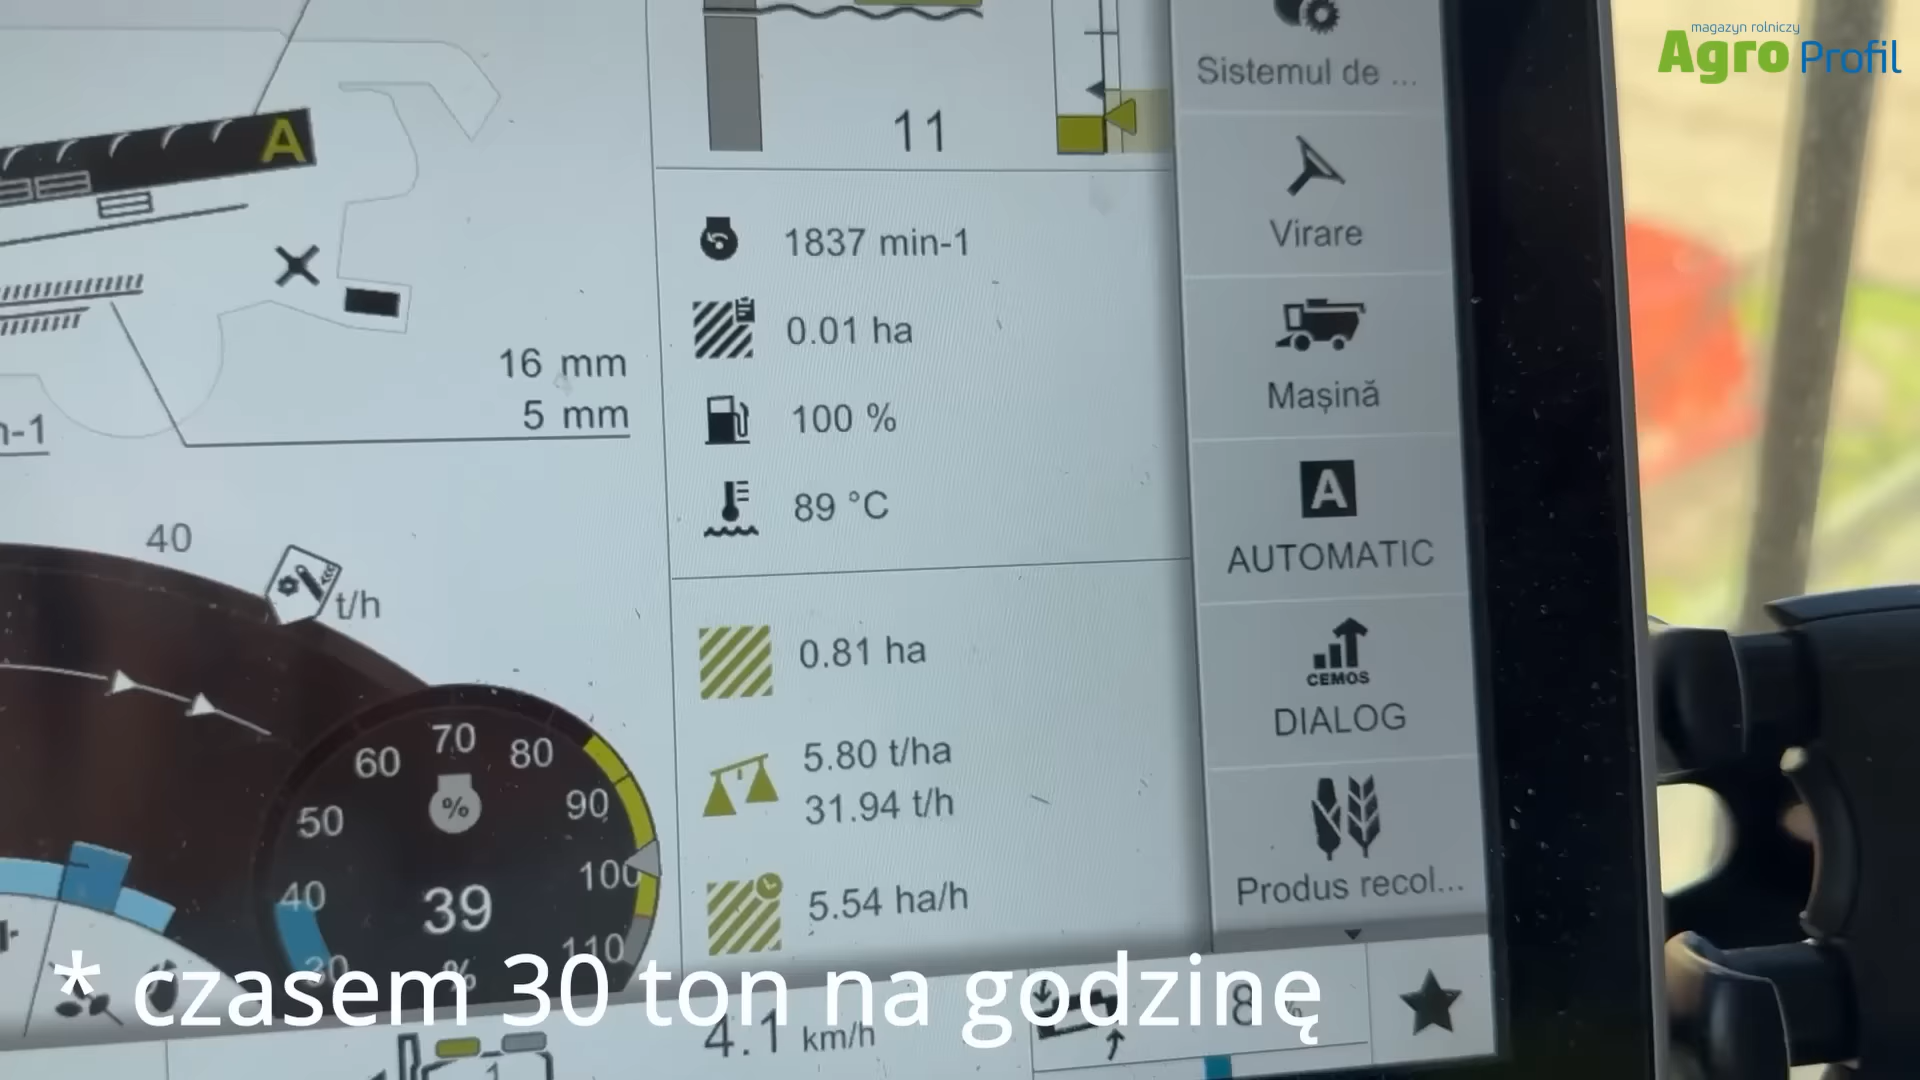 magazyn rolniczy
Agro Profil
Sistemul de ...
A
11
Virare
1837 min-1
0.01 ha
16 mm
5 mm
100 %
Mașină
-1
89 °C
A
AUTOMATIC
40
t/h
0.81 ha
CEMOS
DIALOG
70
60
80
%
50
90
5.80 t/ha
31.94 t/h
100
40
39
%
110
5.54 ha/h
Produs recol...
* czasem 30 ton na godzinę
4.1 km/h
1